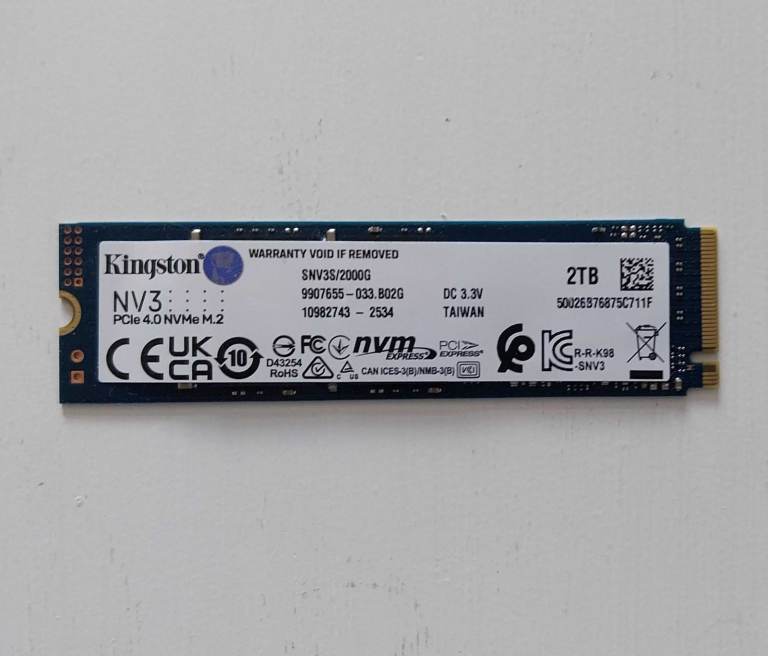 Kingston®
WARRANTY VOID IF REMOVED
SNV3S/2000G
2TB
NV3
9907655-033.B02G
DC 3.3V
50026B76875C711F
PCIe 4.0 NVMe M.2
10982743 - 2534
TAIWAN
CE
UK
CA
10
D43254
RoHS
FC
nvm
EXPRESS
PCI
EXPRESS®
R-R-K98
-SNV3
C US
CAN ICES-3(B)/NMB-3(B)
VCI